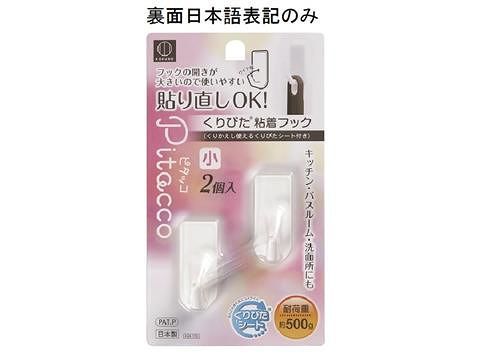 裏面日本語表記のみ
KOKUBO
フックの開きが
大きいので使いやすい
貼り直しOK!
くりぴた®粘着フック
(くりかえし使えるくりぴたシート付き)
Pitacco
ピタッコ
小
2個入
キッチン・バスルーム・洗面所にも
くりぴた
シート
耐荷重
約500g
PAT.P
日本製